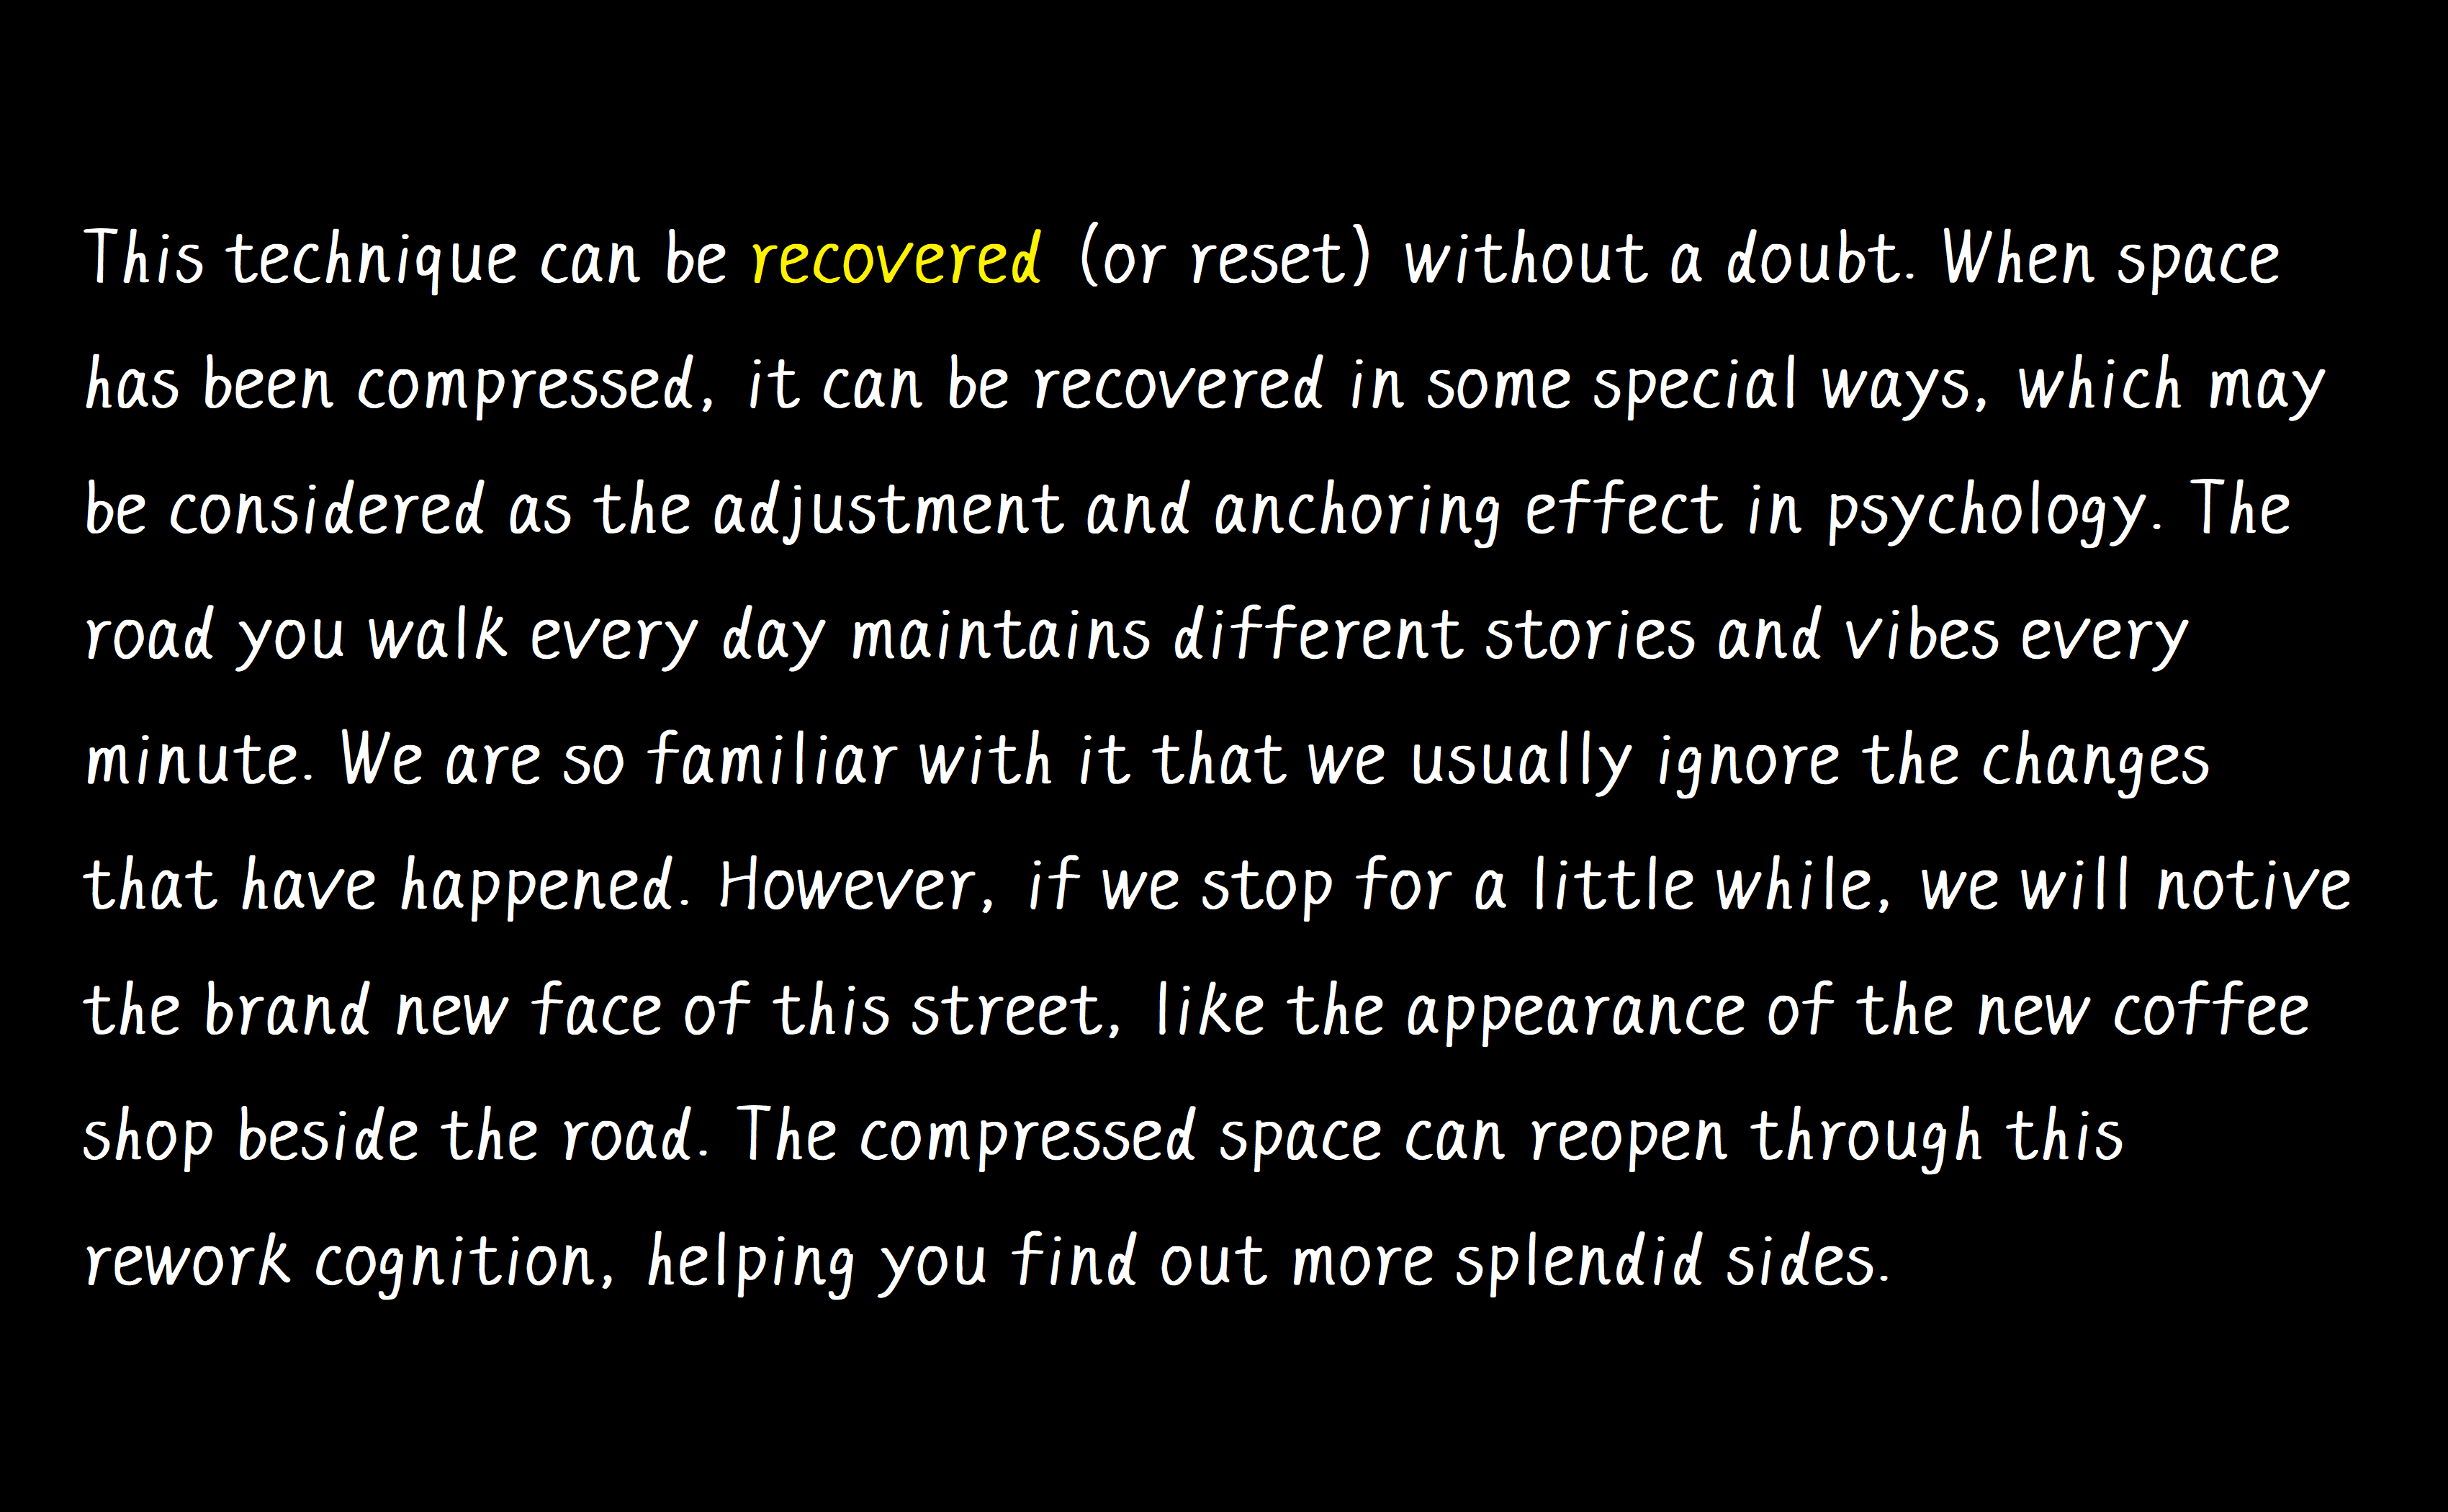 This technique can be recovered (or reset) without a doubt. When space
has been compressed, it can be recovered in some special ways, which may
be considered as the adjustment and anchoring effect in psychology. The
road you walk every day maintains different stories and vibes every
minute. We are so familiar with it that we usually ignore the changes
that have happened. However, if we stop for a little while, we will notive
the brand new face of this street, like the appearance of the new coffee
shop beside the road. The compressed space can reopen through this
rework cognition, helping you find out more splendid sides.